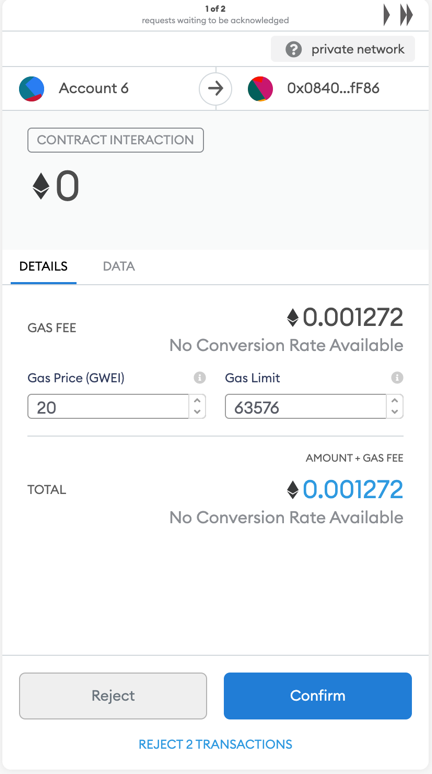 1 of 2
requests waiting to be acknowledged
? private network
Account 6
0x0840...fF86
CONTRACT INTERACTION
0
DETAILS
DATA
GAS FEE
0.001272
No Conversion Rate Available
Gas Price (GWEI)
Gas Limit
20
63576
AMOUNT + GAS FEE
TOTAL
0.001272
No Conversion Rate Available
Reject
Confirm
REJECT 2 TRANSACTIONS